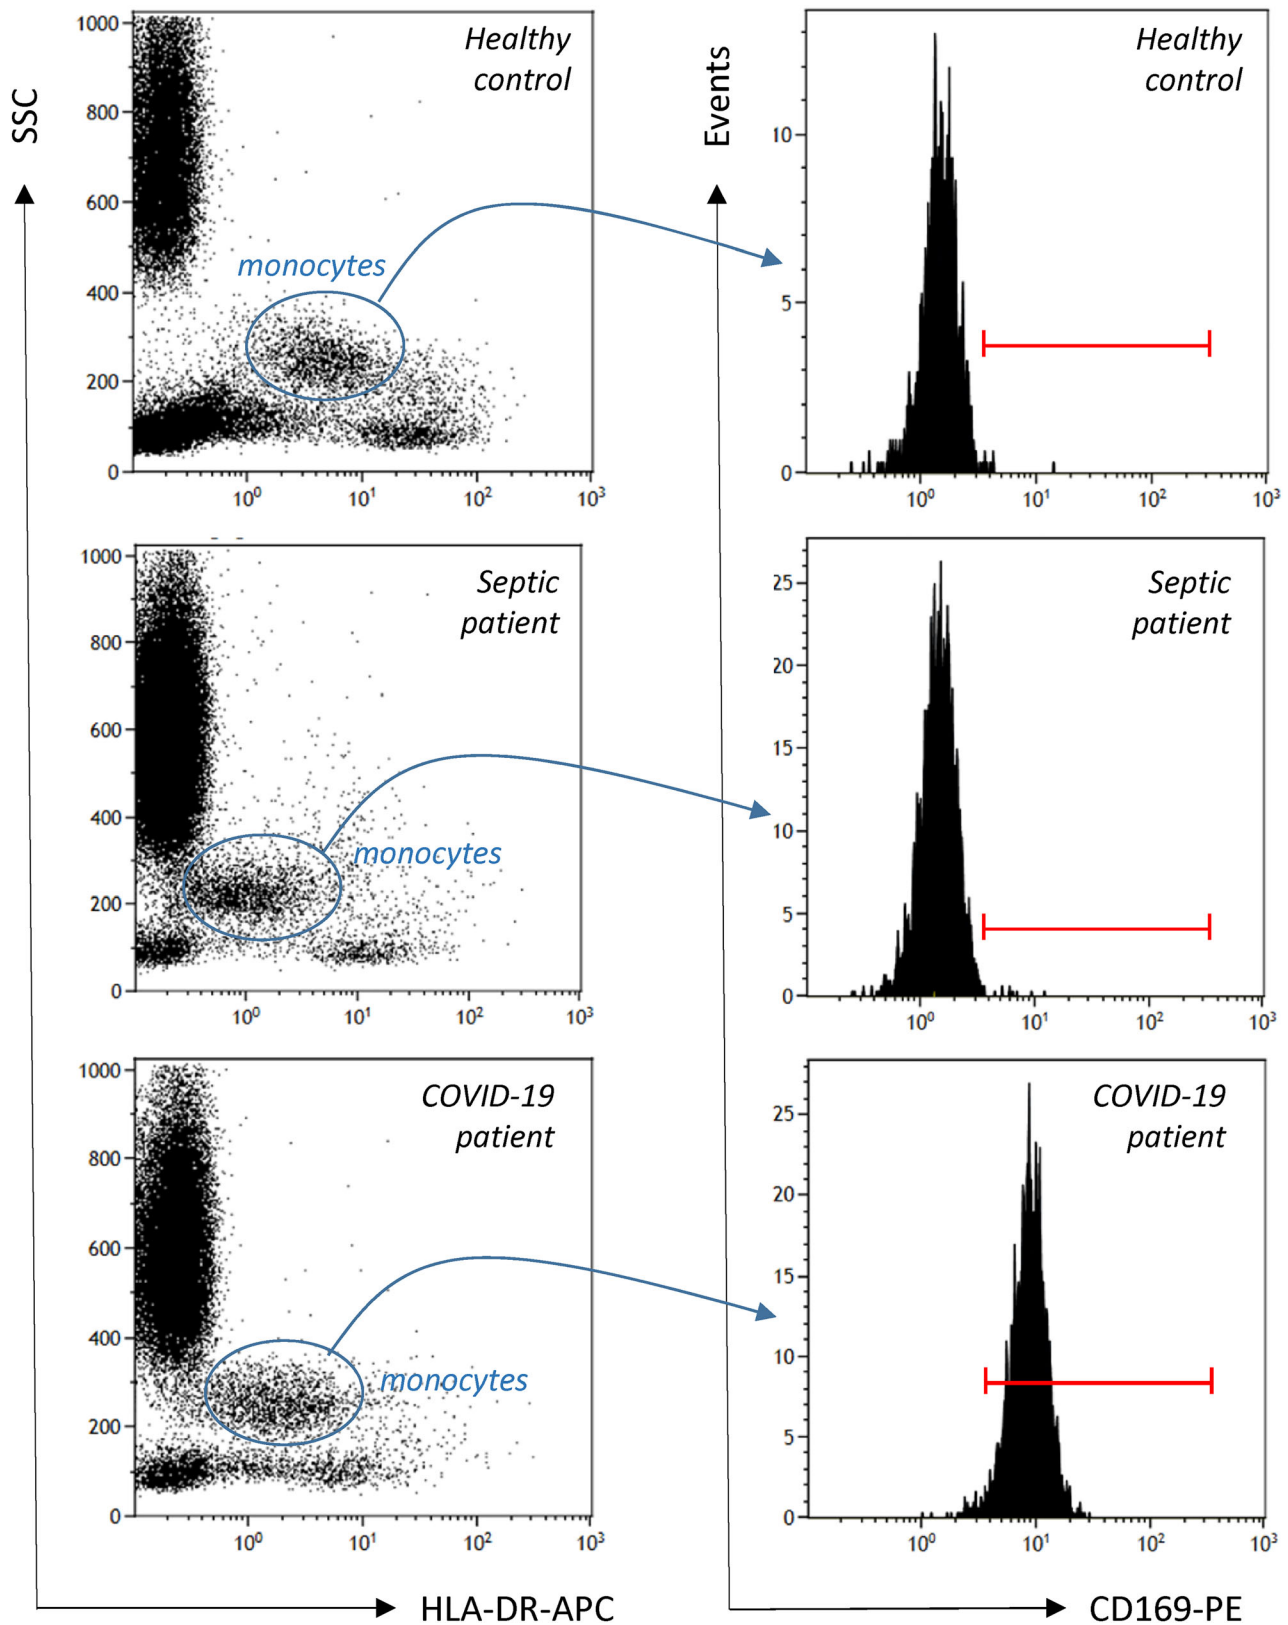 SSC
1000
800
600
400
200
0
10⁰ 10¹ 10² 10³
Healthy
control
monocytes
Events
10
5
0
10⁰ 10¹ 10² 10³
Healthy
control
1000
800
600
400
200
0
10⁰ 10¹ 10² 10³
Septic
patient
monocytes
25
20
15
10
5
0
10⁰ 10¹ 10² 10³
Septic
patient
1000
800
600
400
200
0
10⁰ 10¹ 10² 10³
COVID-19
patient
monocytes
25
20
15
10
5
0
10⁰ 10¹ 10² 10³
COVID-19
patient
HLA-DR-APC
CD169-PE